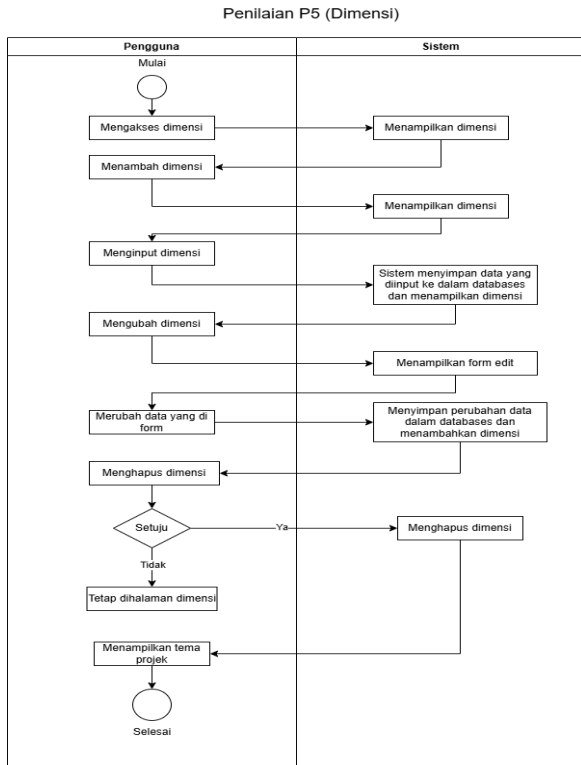 Penilaian P5 (Dimensi)
Pengguna
Sistem
Mulai
Mengakses dimensi
Menampilkan dimensi
Menambah dimensi
Menampilkan dimensi
Menginput dimensi
Sistem menyimpan data yang
diinput ke dalam databases
dan menampilkan dimensi
Mengubah dimensi
Menampilkan form edit
Merubah data yang di
form
Menyimpan perubahan data
dalam databases dan
menambahkan dimensi
Menghapus dimensi
Setuju
Ya
Menghapus dimensi
Tidak
Tetap dihalaman dimensi
Menampilkan tema
projek
Selesai